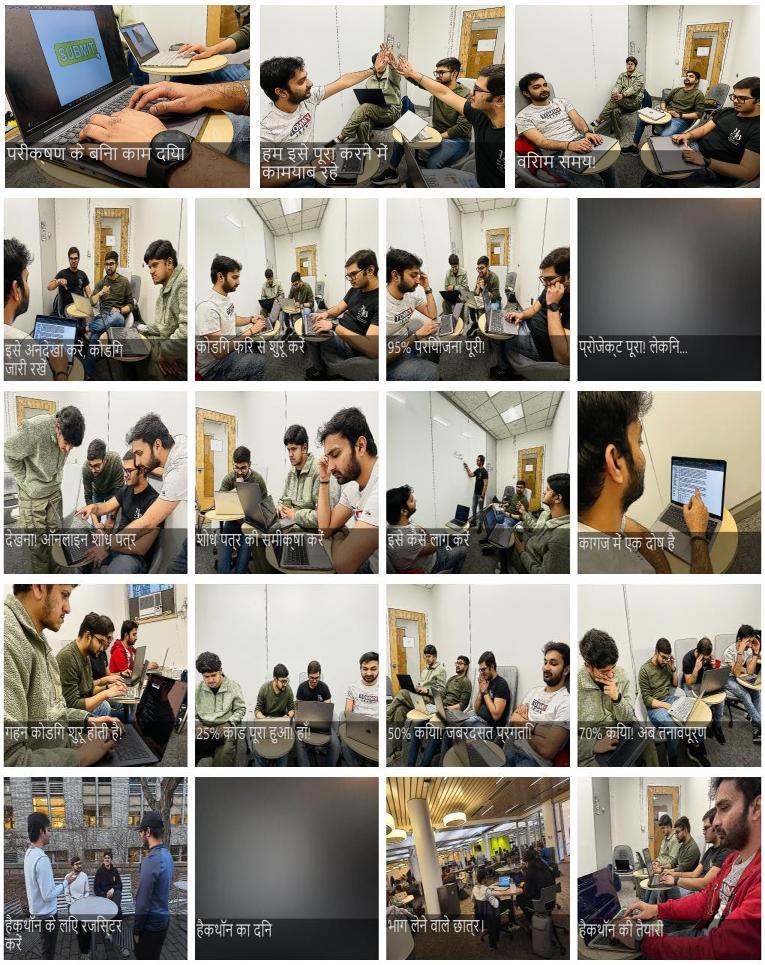 SUBMIT
परीक्षण के बिना काम दिया
हम इसे पूरा करने में
कामयाब रहे
विराम समय!
इसे अनदेखा करें, कोडिंग
जारी रखें
कोडिंग फिर से शुरू करें
95% परियोजना पूरी!
प्रोजेक्ट पूरा! लेकिन...
देखना! ऑनलाइन शोध पत्र
शोध पत्र की समीक्षा करें
इसे कैसे लागू करें
कागज में एक दोष है
गहन कोडिंग शुरू होती है!
25% कोड पूरा हुआ! हाँ!
50% किया! जबरदस्त प्रगति!
70% किया! अब तनावपूर्ण
हैकथॉन के लिए रजिस्टर
करें
हैकथॉन का दिन
भाग लेने वाले छात्र।
हैकथॉन की तैयारी